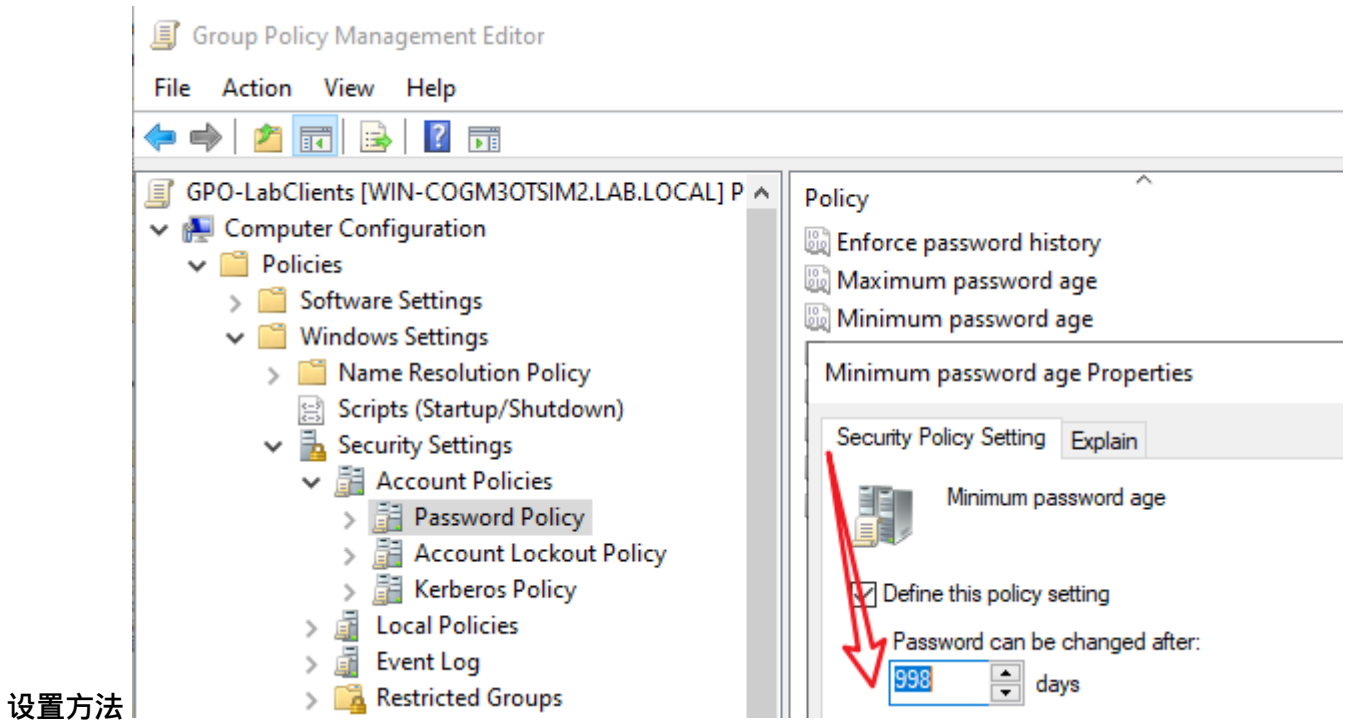 Group Policy Management Editor
File Action View Help
GPO-LabClients [WIN-COGM3OTSIM2.LAB.LOCAL] P
Computer Configuration
Policies
Software Settings
Windows Settings
Name Resolution Policy
Scripts (Startup/Shutdown)
Security Settings
Account Policies
Password Policy
Account Lockout Policy
Kerberos Policy
Local Policies
Event Log
Restricted Groups
Policy
Enforce password history
Maximum password age
Minimum password age
Minimum password age Properties
Security Policy Setting Explain
Minimum password age
Define this policy setting
Password can be changed after:
998 days
设置方法